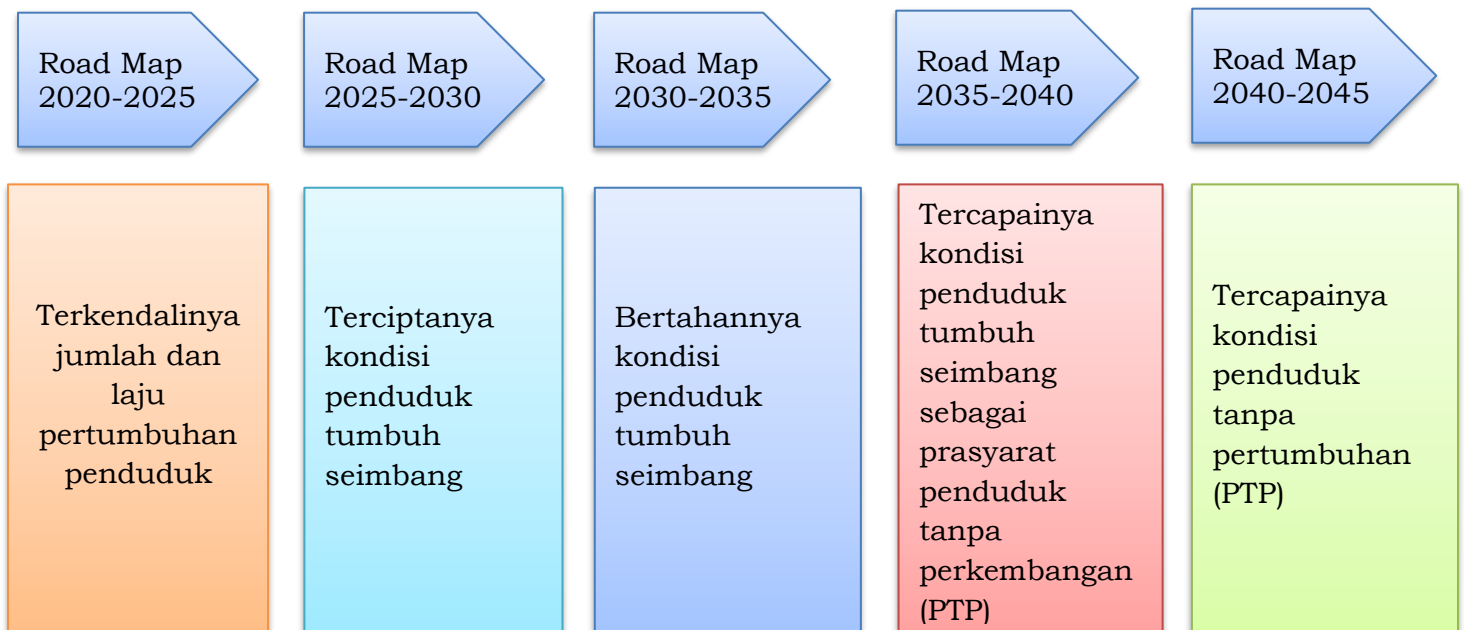 Road Map
2020-2025
Road Map
2025-2030
Road Map
2030-2035
Road Map
2035-2040
Road Map
2040-2045
Terkendalinya
jumlah dan
laju
pertumbuhan
penduduk
Terciptanya
kondisi
penduduk
tumbuh
seimbang
Bertahannya
kondisi
penduduk
tumbuh
seimbang
Tercapainya
kondisi
penduduk
tumbuh
seimbang
sebagai
prasyarat
penduduk
tanpa
perkembangan
(PTP)
Tercapainya
kondisi
penduduk
tanpa
pertumbuhan
(PTP)